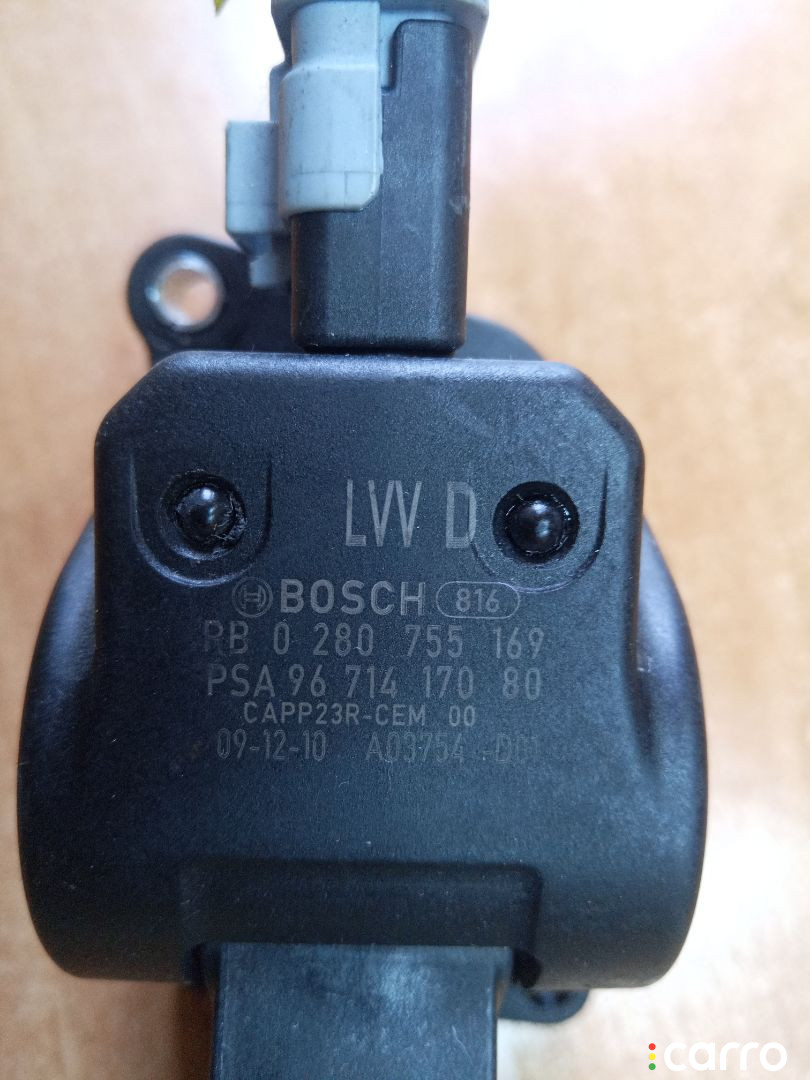 LVV D
BOSCH 816
RB 0 280 755 169
PSA 96 714 170 80
CAPP23R-CEM 00
09-12-10 A03754 -D01
carro